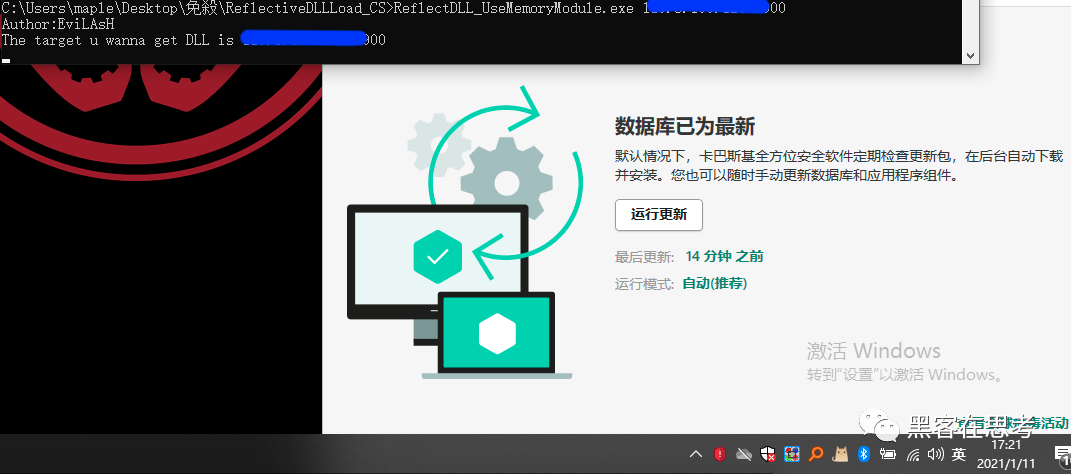 C:\Users\maple\Desktop\免殺\ReflectiveDLLLoad_CS>ReflectDLL_UseMemoryModule.exe 00
Author:EviLAsH
The target u wanna get DLL is 900
数据库已为最新
默认情况下，卡巴斯基全方位安全软件定期检查更新包，在后台自动下载
并安装。您也可以随时手动更新数据库和应用程序组件。
运行更新
最后更新: 14 分钟 之前
运行模式: 自动(推荐)
激活 Windows
转到“设置”以激活 Windows。
毒活动
黑客在思考
英
17:21
2021/1/11